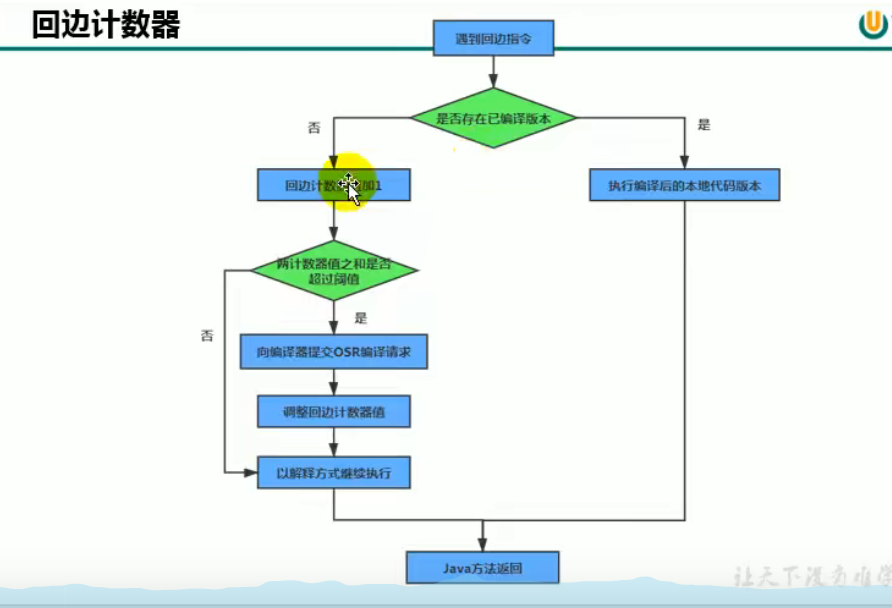 回边计数器
遇到回边指令
是否存在已编译版本
否
是
回边计数 加1
执行编译后的本地代码版本
两计数器值之和是否
超过阈值
是
否
向编译器提交OSR编译请求
调整回边计数器值
以解释方式继续执行
Java方法返回
让天下没有难学